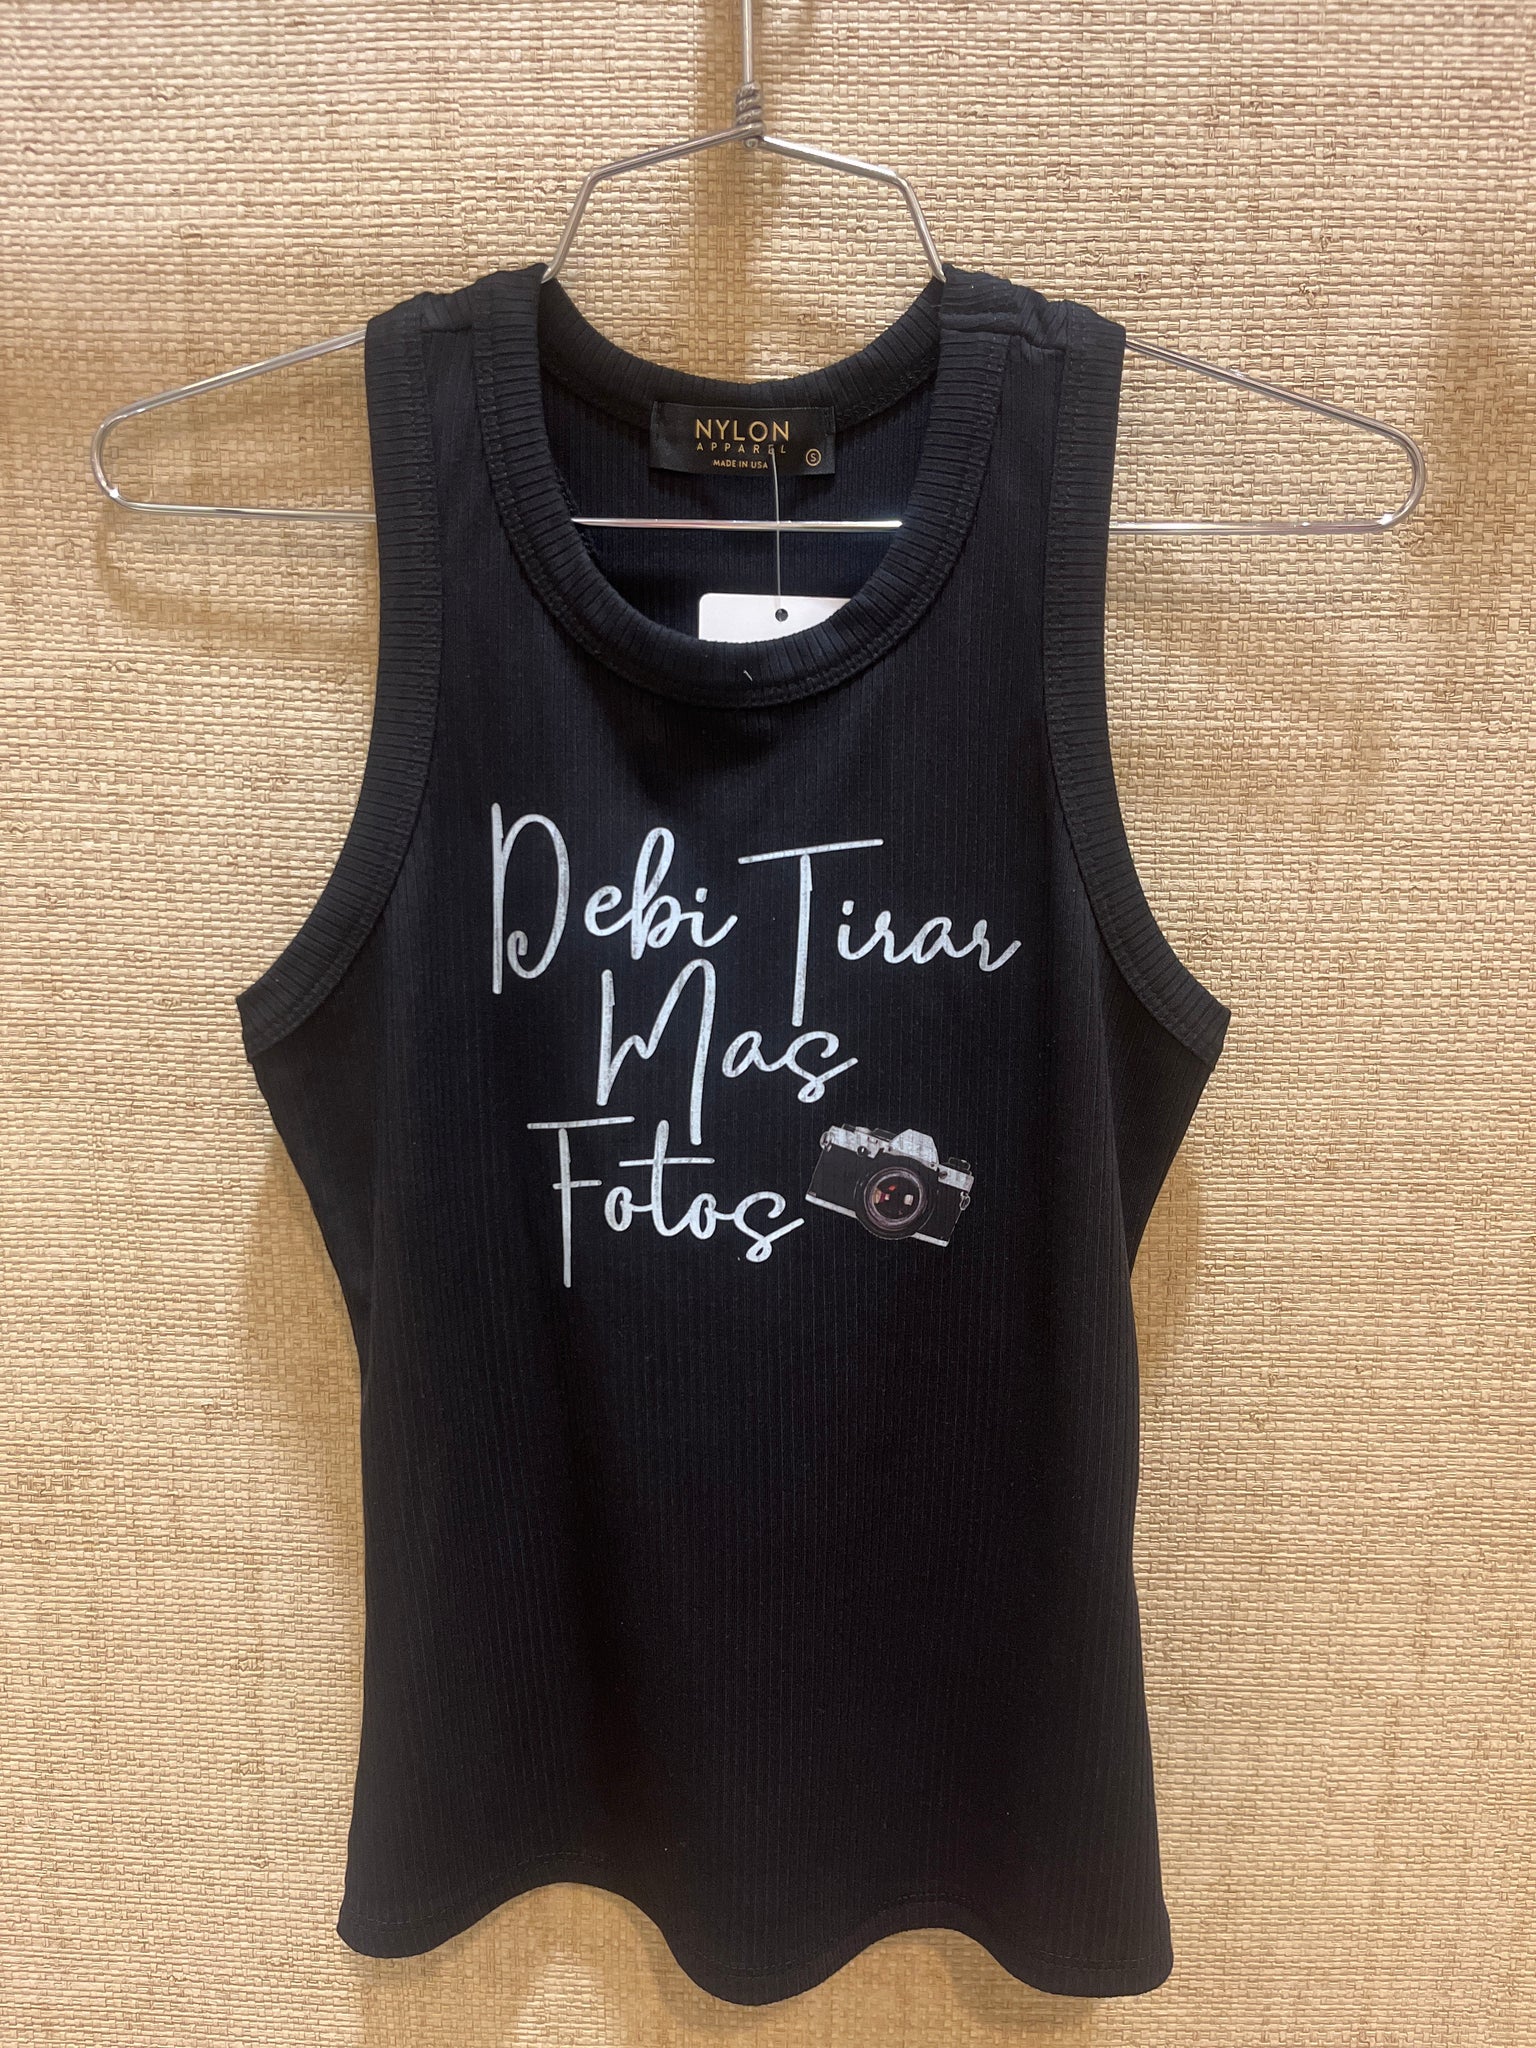 NYLON
APPAREL
MADE IN USA
S
Debi Tirar
Mas
Fotos